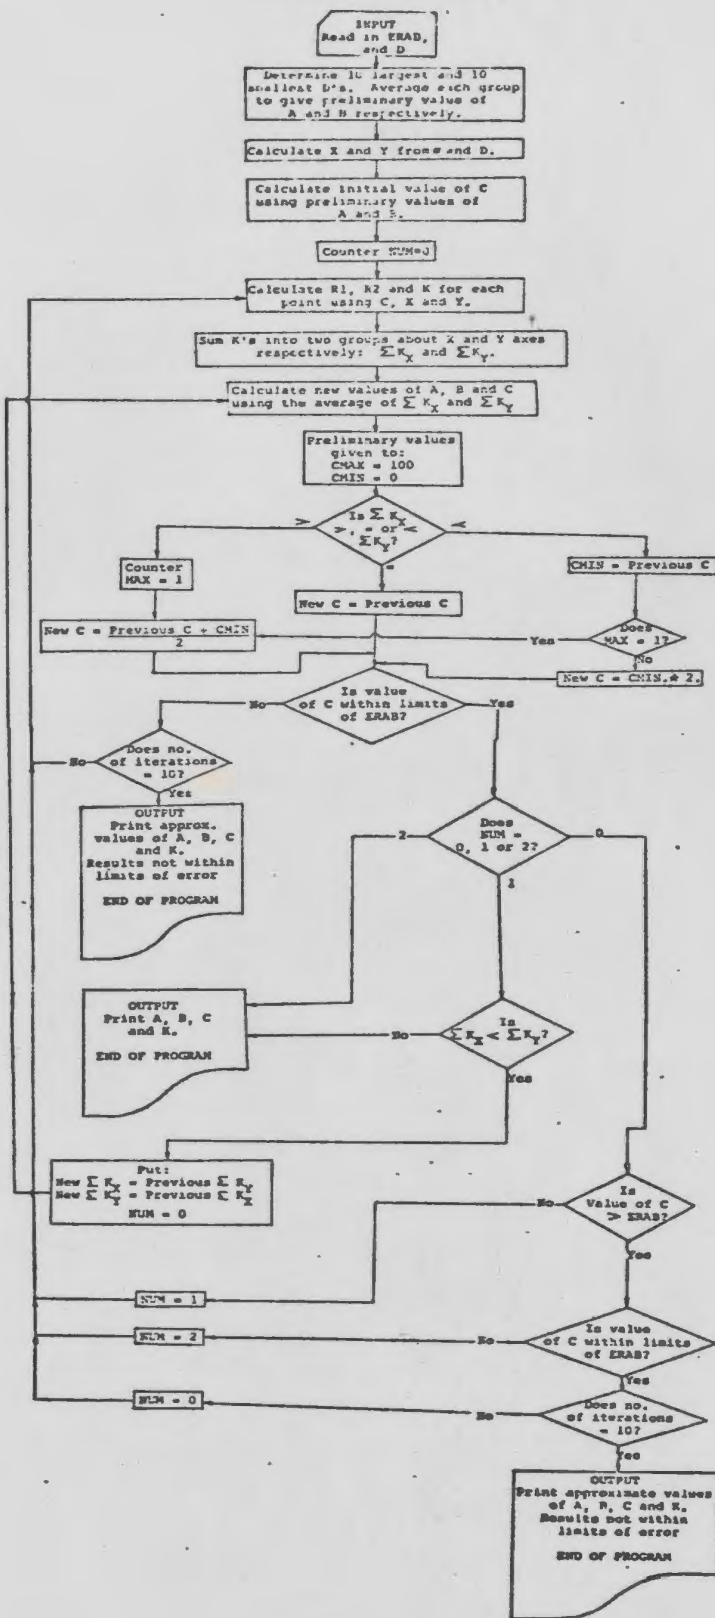 INPUT
Read in ERAB,
and D
Determine 10 largest and 10
smallest D's. Average each group
to give preliminary value of
A and B respectively.
Calculate X and Y from and D.
Calculate initial value of C
using preliminary values of
A and B.
Counter NUM=0
Calculate R1, R2 and K for each
point using C, X and Y.
Sum K's into two groups about X and Y axes
respectively: ΣKX and ΣKY.
Calculate new values of A, B and C
using the average of ΣKX and ΣKY
Preliminary values
given to:
CMAX = 100
CMIN = 0
Is ΣKX
>, = or <
ΣKY?
>
<
=
Counter
MAX = 1
CMIN = Previous C
New C = Previous C
New C = Previous C + CMIN
2
Yes
Does
MAX = 1?
No
New C = CMIN.* 2.
Is value
of C within limits
of ERAB?
No
Yes
Does no.
of iterations
= 10?
No
Yes
OUTPUT
Print approx.
values of A, B, C
and K.
Results not within
limits of error
END OF PROGRAM
Does
NUM =
0, 1 or 2?
2
0
1
OUTPUT
Print A, B, C
and K.
END OF PROGRAM
No
Is
ΣKX < ΣKY?
Yes
Put:
New ΣKX = Previous ΣKY
New ΣKY = Previous ΣKX
NUM = 0
No
Is
Value of C
> ERAB?
Yes
NUM = 1
NUM = 2
No
Is value
of C within limits
of ERAB?
Yes
NUM = 0
No
Does no.
of iterations
= 10?
Yes
OUTPUT
Print approximate values
of A, B, C and K.
Results not within
limits of error
END OF PROGRAM